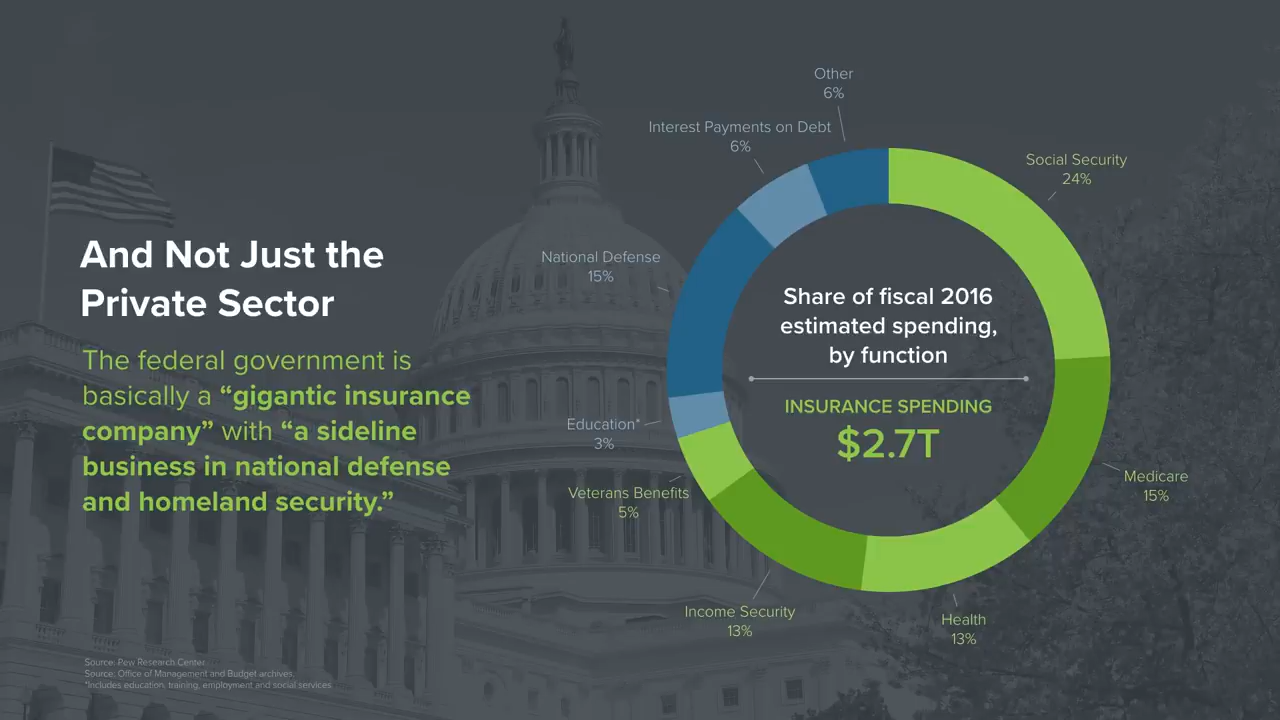 And Not Just the
Private Sector
The federal government is
basically a “gigantic insurance
company” with “a sideline
business in national defense
and homeland security.”
Source: Pew Research Center
Source: Office of Management and Budget archives.
*Includes education, training, employment and social services
Other
6%
Interest Payments on Debt
6%
Social Security
24%
National Defense
15%
Share of fiscal 2016
estimated spending,
by function
INSURANCE SPENDING
$2.7T
Education*
3%
Medicare
15%
Veterans Benefits
5%
Income Security
13%
Health
13%